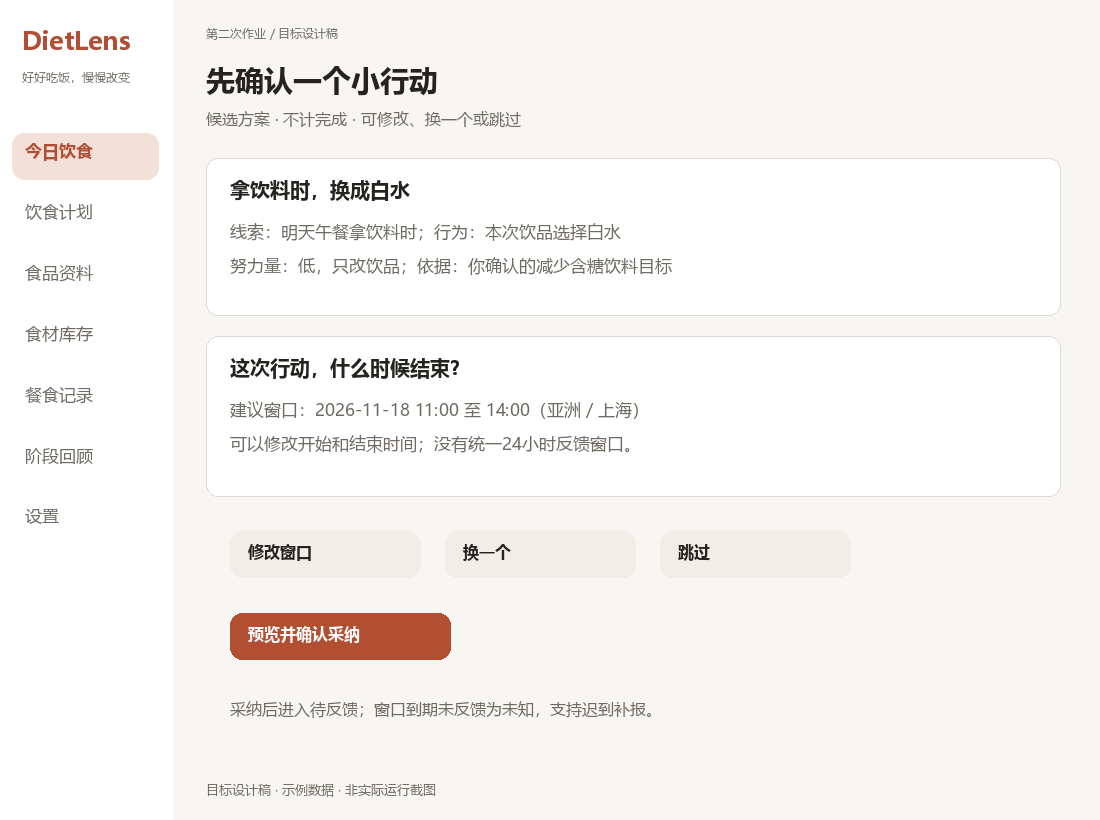 DietLens
好好吃饭，慢慢改变
今日饮食
饮食计划
食品资料
食材库存
餐食记录
阶段回顾
设置
第二次作业 / 目标设计稿
先确认一个小行动
候选方案 · 不计完成 · 可修改、换一个或跳过
拿饮料时，换成白水
线索：明天午餐拿饮料时；行为：本次饮品选择白水
努力量：低，只改饮品；依据：你确认的减少含糖饮料目标
这次行动，什么时候结束?
建议窗口：2026-11-18 11:00 至 14:00（亚洲 / 上海）
可以修改开始和结束时间；没有统一24小时反馈窗口。
修改窗口
换一个
跳过
预览并确认采纳
采纳后进入待反馈；窗口到期未反馈为未知，支持迟到补报。
目标设计稿 · 示例数据 · 非实际运行截图